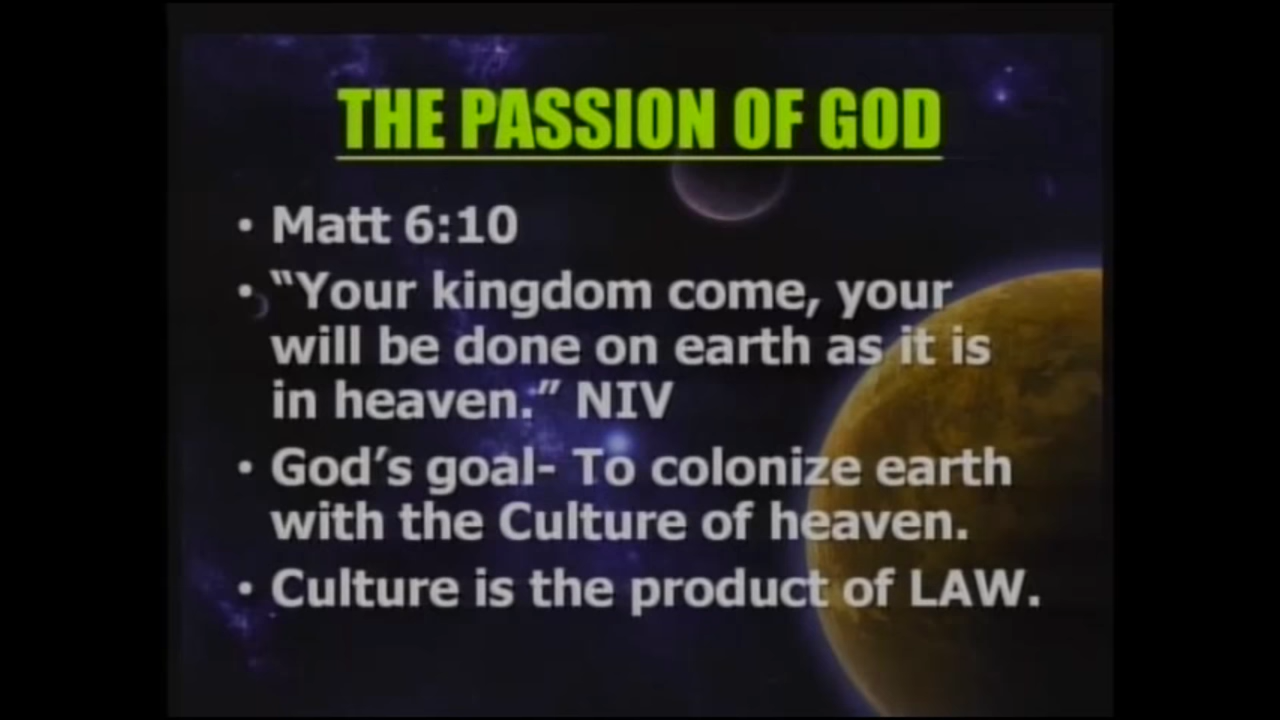 THE PASSION OF GOD
• Matt 6:10
• “Your kingdom come, your
will be done on earth as it is
in heaven.” NIV
• God’s goal- To colonize earth
with the Culture of heaven.
• Culture is the product of LAW.